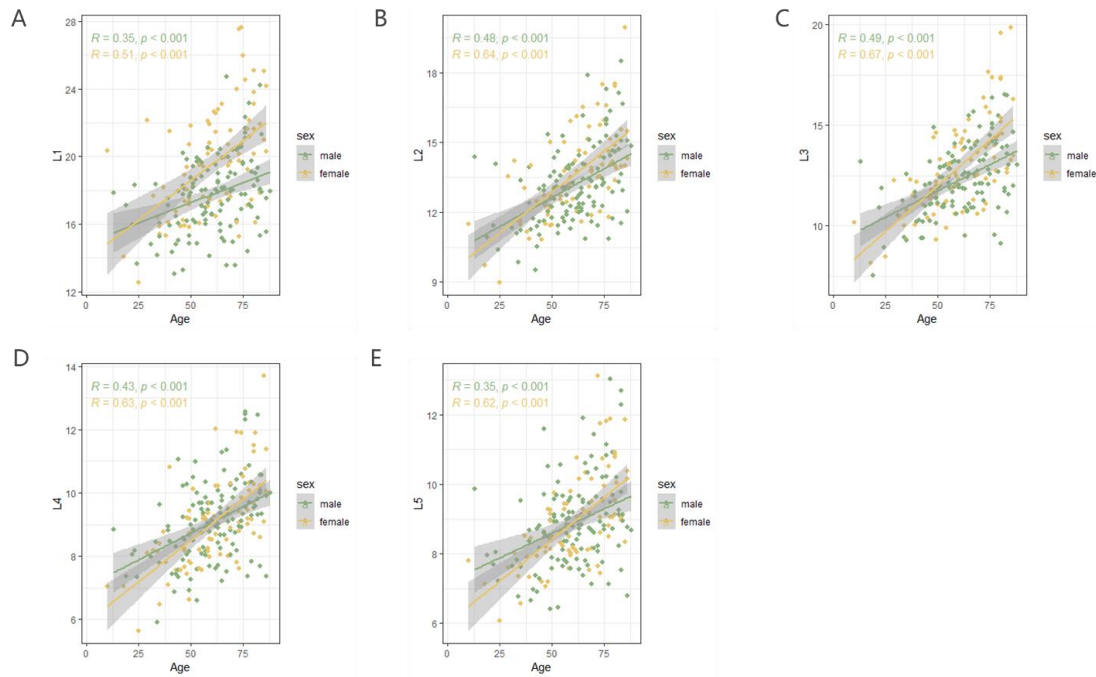 A
R = 0.35, p < 0.001
R = 0.51, p < 0.001
28
24
20
16
12
L1
0
25
50
75
Age
sex
male
female
B
R = 0.48, p < 0.001
R = 0.64, p < 0.001
18
15
12
9
L2
0
25
50
75
Age
sex
male
female
C
R = 0.49, p < 0.001
R = 0.67, p < 0.001
20
15
10
L3
0
25
50
75
Age
sex
male
female
D
R = 0.43, p < 0.001
R = 0.63, p < 0.001
14
12
10
8
6
L4
0
25
50
75
Age
sex
male
female
E
R = 0.35, p < 0.001
R = 0.62, p < 0.001
12
10
8
6
L5
0
25
50
75
Age
sex
male
female